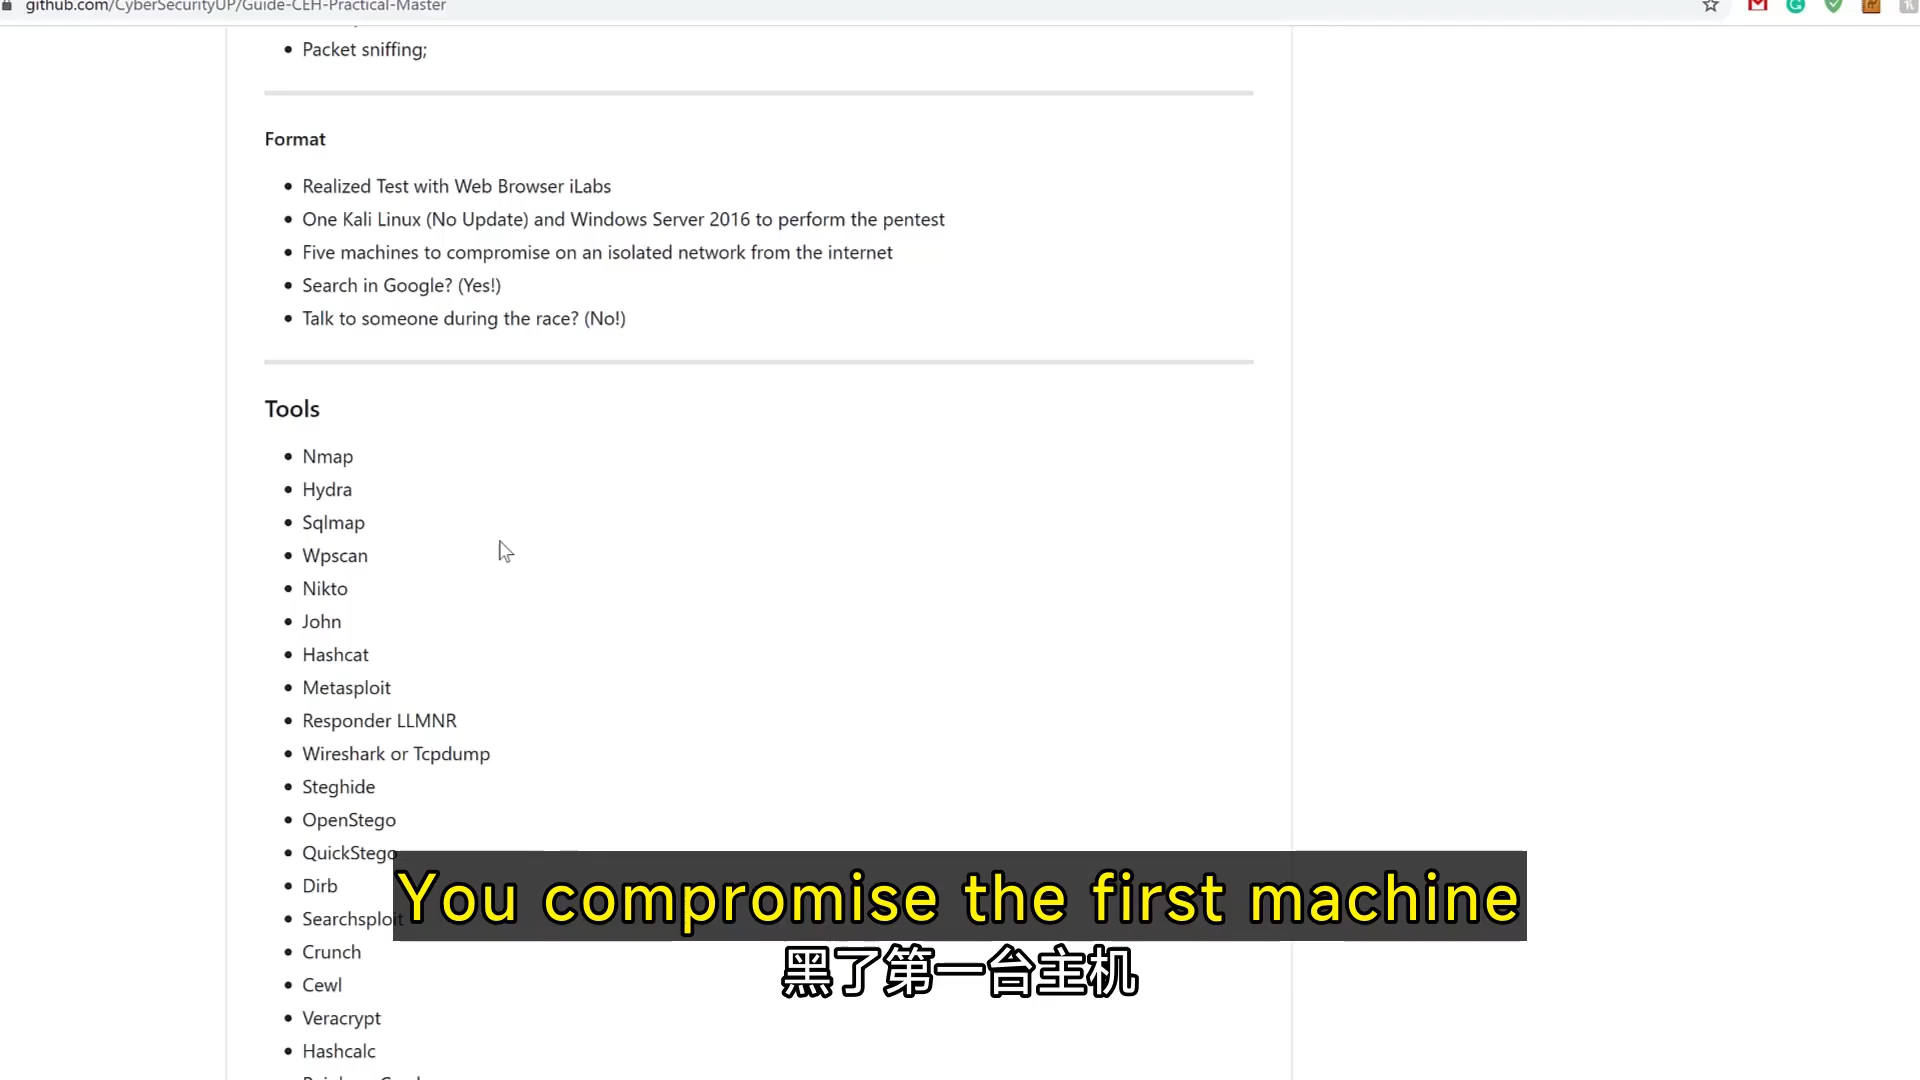 github.com/CyberSecurityUP/Guide-CEH-Practical-Master
• Packet sniffing;
Format
• Realized Test with Web Browser iLabs
• One Kali Linux (No Update) and Windows Server 2016 to perform the pentest
• Five machines to compromise on an isolated network from the internet
• Search in Google? (Yes!)
• Talk to someone during the race? (No!)
Tools
• Nmap
• Hydra
• Sqlmap
• Wpscan
• Nikto
• John
• Hashcat
• Metasploit
• Responder LLMNR
• Wireshark or Tcpdump
• Steghide
• OpenStego
• QuickStego
• Dirb
• Searchsploit
• Crunch
• Cewl
• Veracrypt
• Hashcalc
You compromise the first machine
黑了第一台主机